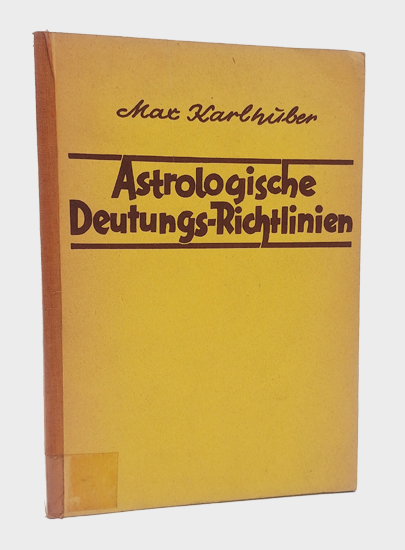 Max Karlhuber
Astrologische
Deutungs-Richtlinien